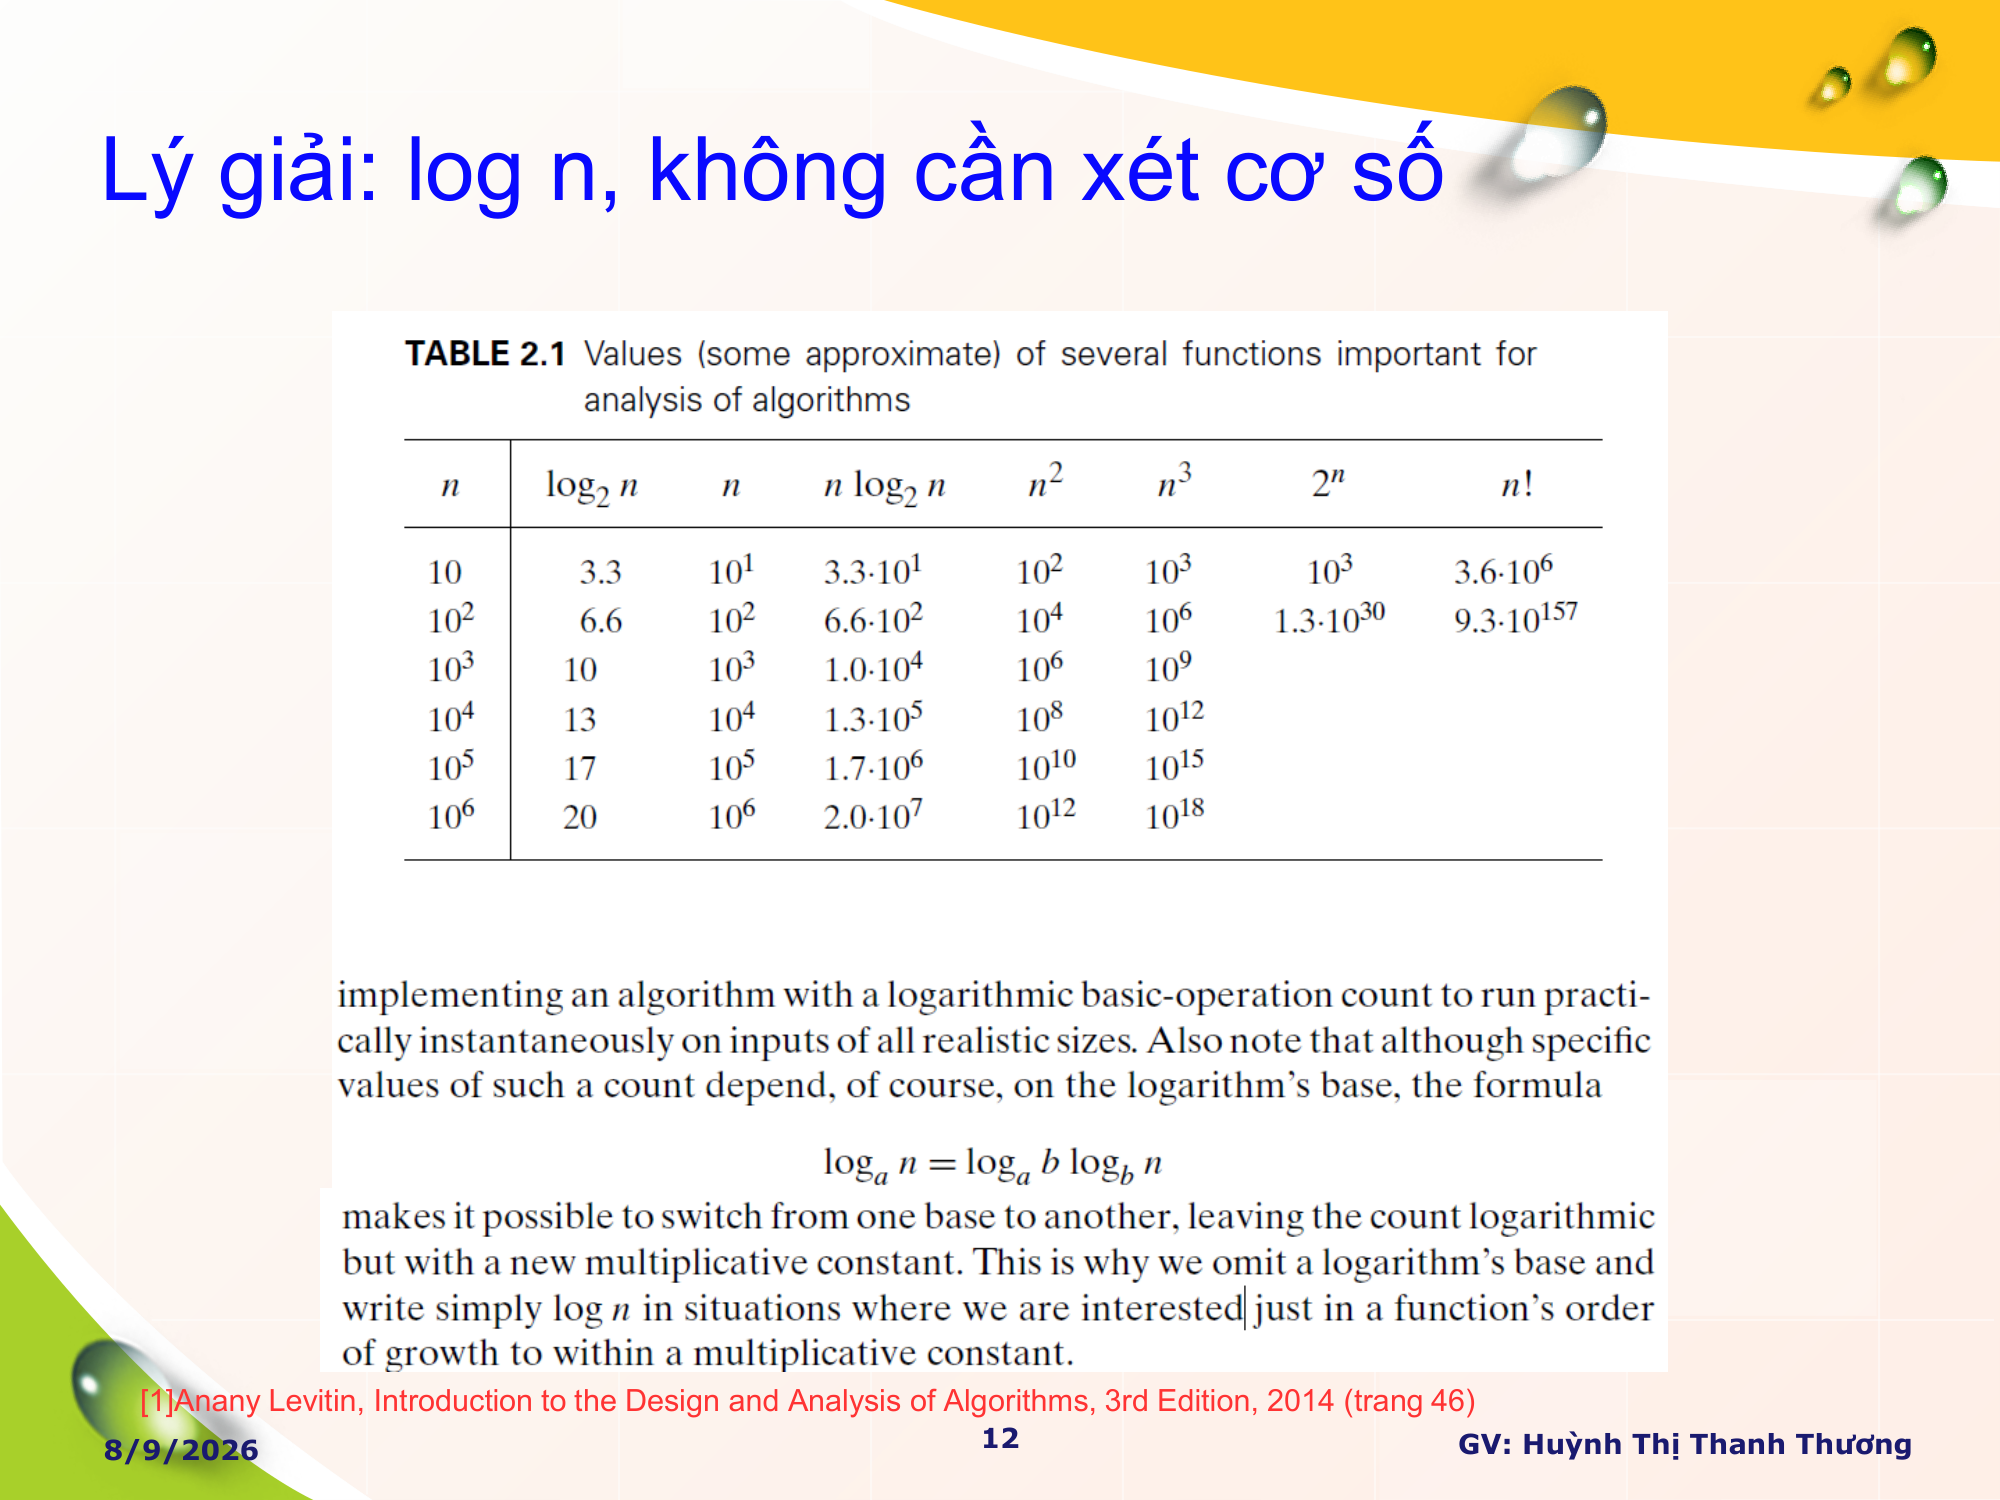 Lý giải: log n, không cần xét cơ số
TABLE 2.1 Values (some approximate) of several functions important for
analysis of algorithms
n log₂ n n n log₂ n n² n³ 2ⁿ n!
10 3.3 10¹ 3.3·10¹ 10² 10³ 10³ 3.6·10⁶
10² 6.6 10² 6.6·10² 10⁴ 10⁶ 1.3·10³⁰ 9.3·10¹⁵⁷
10³ 10 10³ 1.0·10⁴ 10⁶ 10⁹
10⁴ 13 10⁴ 1.3·10⁵ 10⁸ 10¹²
10⁵ 17 10⁵ 1.7·10⁶ 10¹⁰ 10¹⁵
10⁶ 20 10⁶ 2.0·10⁷ 10¹² 10¹⁸
implementing an algorithm with a logarithmic basic-operation count to run practi-
cally instantaneously on inputs of all realistic sizes. Also note that although specific
values of such a count depend, of course, on the logarithm’s base, the formula
logₐ n = logₐ b log_b n
makes it possible to switch from one base to another, leaving the count logarithmic
but with a new multiplicative constant. This is why we omit a logarithm’s base and
write simply log n in situations where we are interested just in a function’s order
of growth to within a multiplicative constant.
[1]Anany Levitin, Introduction to the Design and Analysis of Algorithms, 3rd Edition, 2014 (trang 46)
8/9/2026
12
GV: Huỳnh Thị Thanh Thương